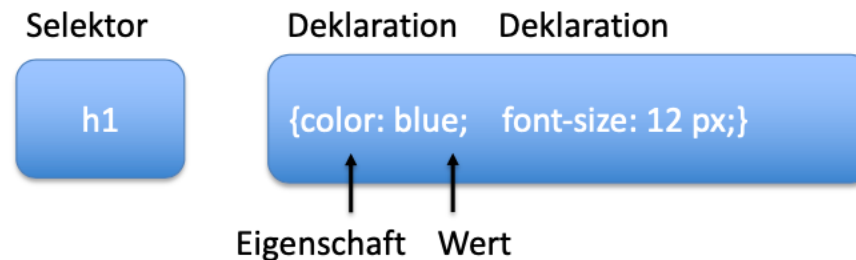 Selektor Deklaration Deklaration
h1 {color: blue; font-size: 12 px;}
Eigenschaft Wert